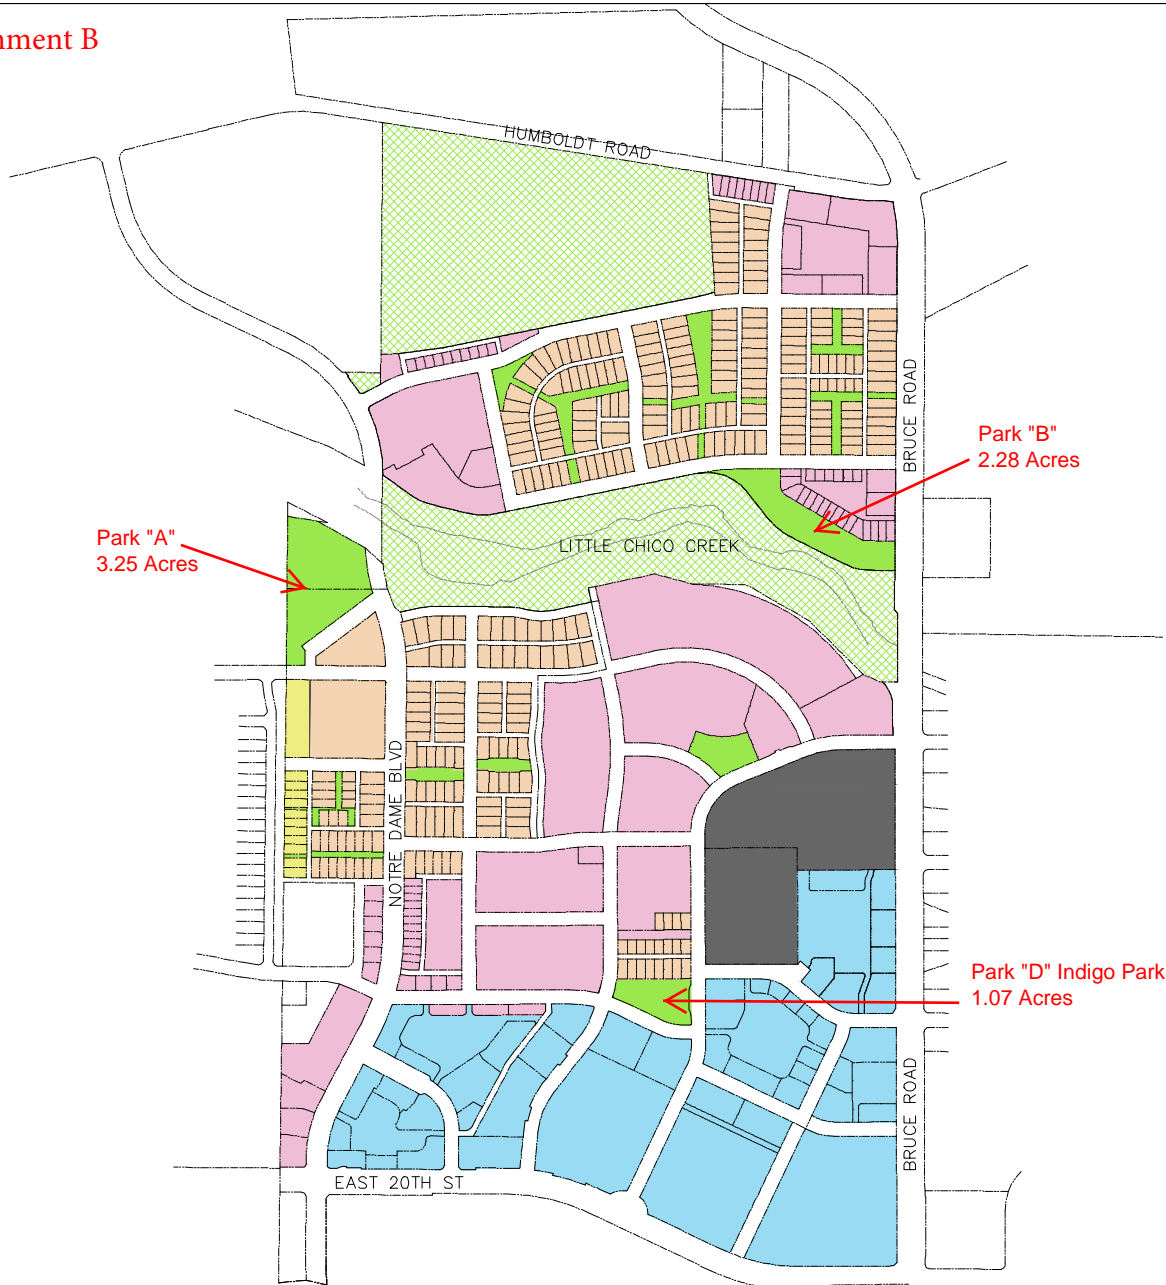 nment B
HUMBOLDT ROAD
BRUCE ROAD
Park "B"
2.28 Acres
Park "A"
3.25 Acres
LITTLE CHICO CREEK
NOTRE DAME BLVD
Park "D" Indigo Park
1.07 Acres
BRUCE ROAD
EAST 20TH ST